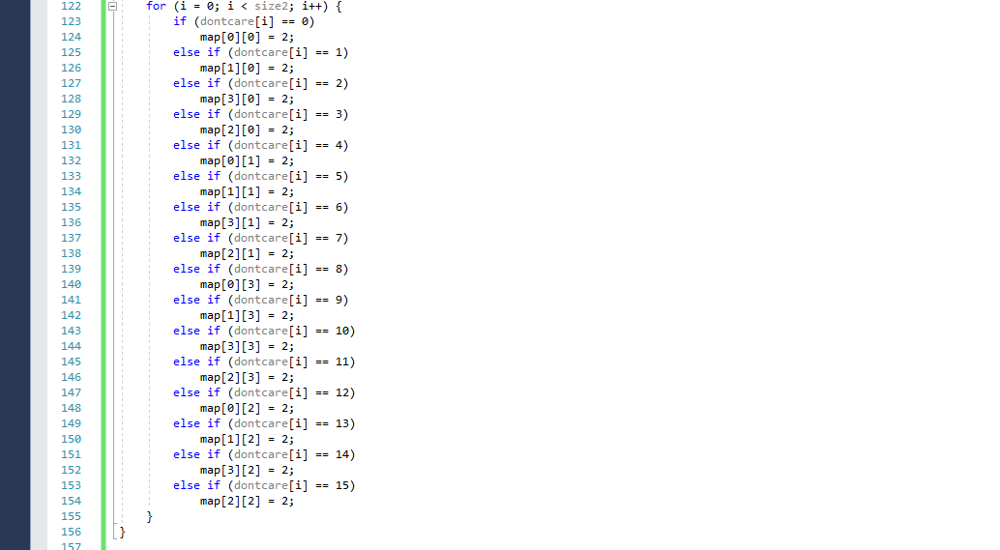 122 for (i = 0; i < size2; i++) {
123 if (dontcare[i] == 0)
124 map[0][0] = 2;
125 else if (dontcare[i] == 1)
126 map[1][0] = 2;
127 else if (dontcare[i] == 2)
128 map[3][0] = 2;
129 else if (dontcare[i] == 3)
130 map[2][0] = 2;
131 else if (dontcare[i] == 4)
132 map[0][1] = 2;
133 else if (dontcare[i] == 5)
134 map[1][1] = 2;
135 else if (dontcare[i] == 6)
136 map[3][1] = 2;
137 else if (dontcare[i] == 7)
138 map[2][1] = 2;
139 else if (dontcare[i] == 8)
140 map[0][3] = 2;
141 else if (dontcare[i] == 9)
142 map[1][3] = 2;
143 else if (dontcare[i] == 10)
144 map[3][3] = 2;
145 else if (dontcare[i] == 11)
146 map[2][3] = 2;
147 else if (dontcare[i] == 12)
148 map[0][2] = 2;
149 else if (dontcare[i] == 13)
150 map[1][2] = 2;
151 else if (dontcare[i] == 14)
152 map[3][2] = 2;
153 else if (dontcare[i] == 15)
154 map[2][2] = 2;
155 }
156 }
157